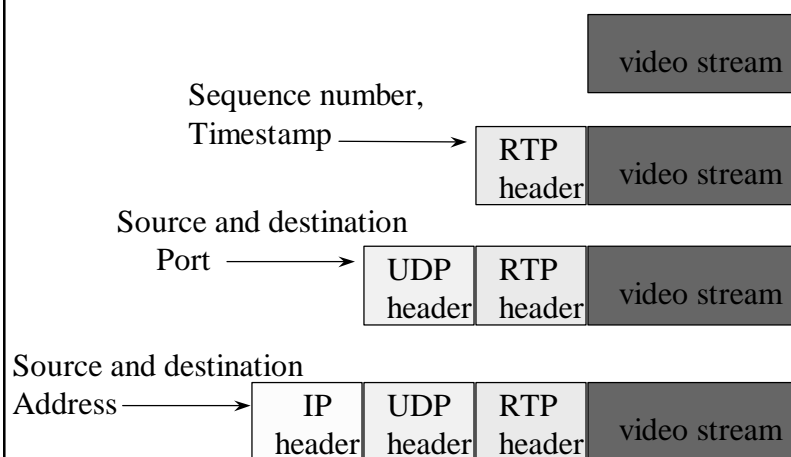 video stream
Sequence number,
Timestamp
RTP
header
video stream
Source and destination
Port
UDP
header
RTP
header
video stream
Source and destination
Address
IP
header
UDP
header
RTP
header
video stream